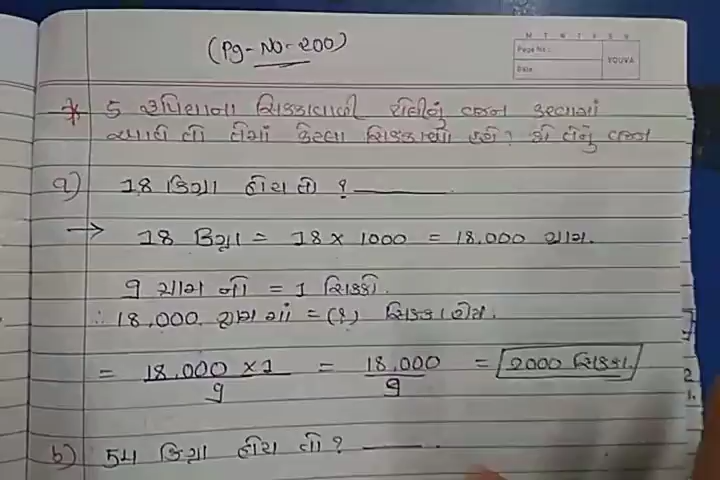 (Pg-No-200)
M T W T F S S
Page No.:
Date:
YOUVA
* 5 રૂપિયાના સિક્કાવાળી થેલીનું વજન કરવામાં
આવે તો તેમાં કેટલા સિક્કાઓ હશે? જો તેનું વજન
a) 18 કિગ્રા હોય તો ?
→ 18 કિગ્રા = 18 x 1000 = 18.000 ગ્રામ.
9 ગ્રામ નો = 1 સિક્કો.
∴ 18.000 ગ્રામ માં = (?) સિક્કા હોય.
= 18.000 x 1 / 9 = 18.000 / 9 = 2000 સિક્કા.
b) 54 કિગ્રા હોય તો ?